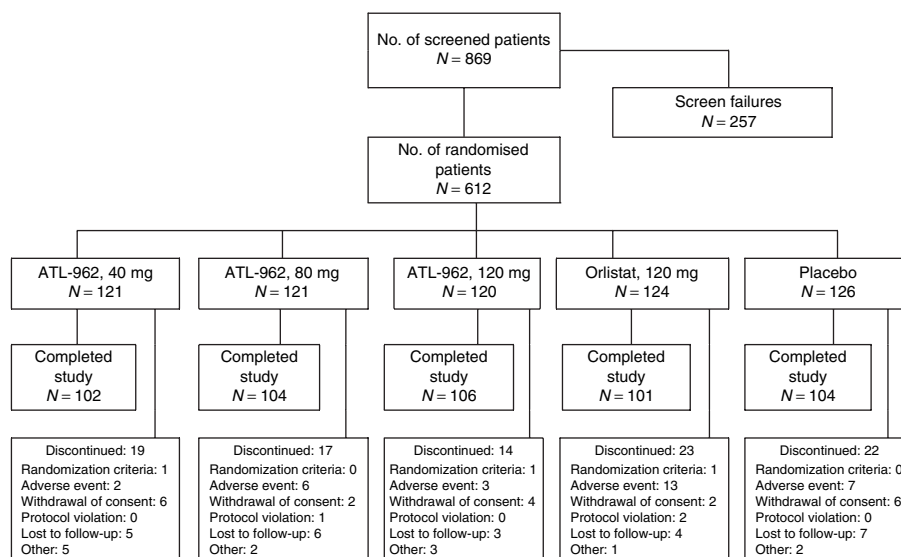 No. of screened patients
N = 869
Screen failures
N = 257
No. of randomised
patients
N = 612
ATL-962, 40 mg
N = 121
ATL-962, 80 mg
N = 121
ATL-962, 120 mg
N = 120
Orlistat, 120 mg
N = 124
Placebo
N = 126
Completed
study
N = 102
Completed
study
N = 104
Completed
study
N = 106
Completed
study
N = 101
Completed
study
N = 104
Discontinued: 19
Randomization criteria: 1
Adverse event: 2
Withdrawal of consent: 6
Protocol violation: 0
Lost to follow-up: 5
Other: 5
Discontinued: 17
Randomization criteria: 0
Adverse event: 6
Withdrawal of consent: 2
Protocol violation: 1
Lost to follow-up: 6
Other: 2
Discontinued: 14
Randomization criteria: 1
Adverse event: 3
Withdrawal of consent: 4
Protocol violation: 0
Lost to follow-up: 3
Other: 3
Discontinued: 23
Randomization criteria: 1
Adverse event: 13
Withdrawal of consent: 2
Protocol violation: 2
Lost to follow-up: 4
Other: 1
Discontinued: 22
Randomization criteria: 0
Adverse event: 7
Withdrawal of consent: 6
Protocol violation: 0
Lost to follow-up: 7
Other: 2